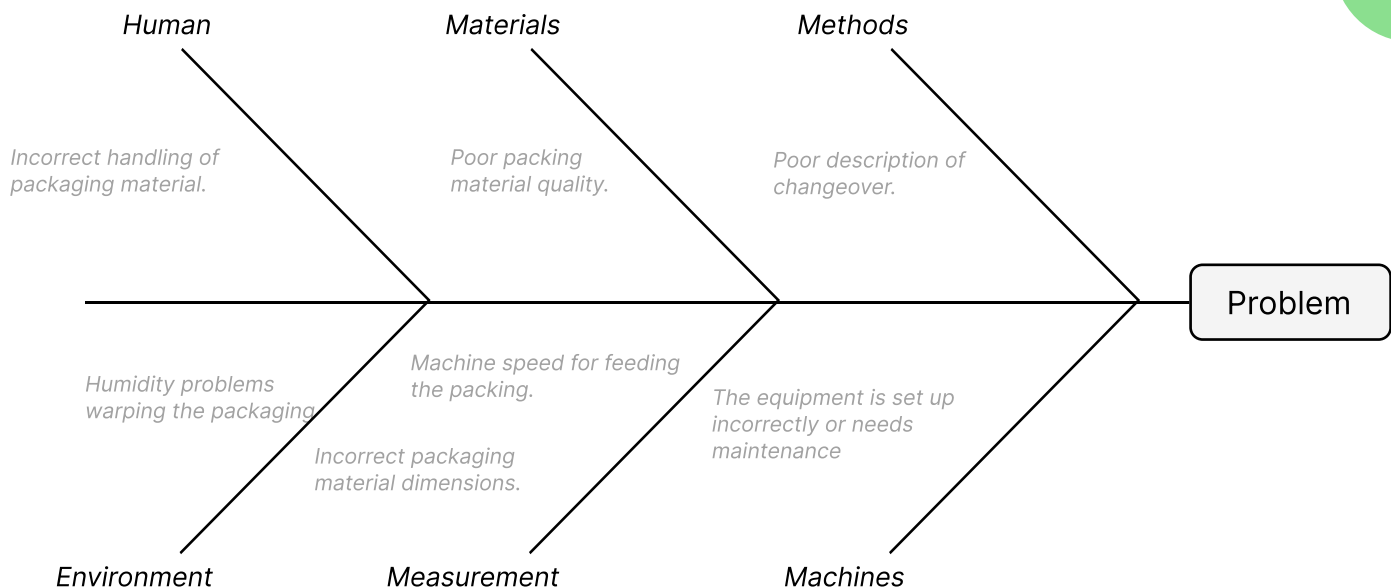 Human
Materials
Methods
Incorrect handling of
packaging material.
Poor packing
material quality.
Poor description of
changeover.
Problem
Humidity problems
warping the packaging
Machine speed for feeding
the packing.
Incorrect packaging
material dimensions.
The equipment is set up
incorrectly or needs
maintenance
Environment
Measurement
Machines